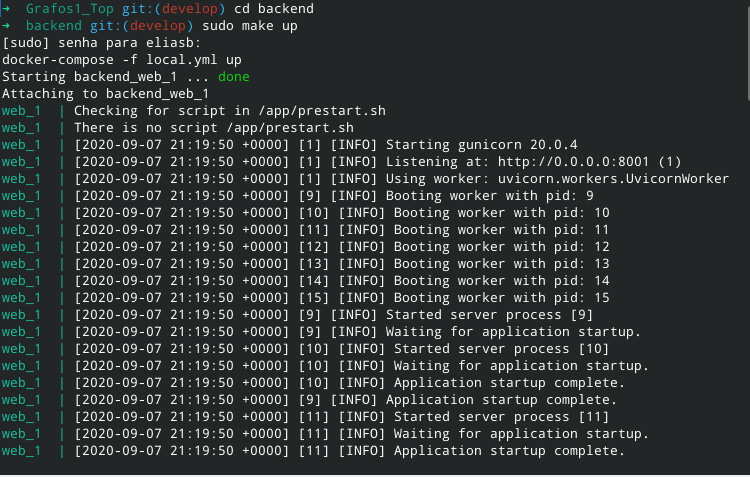 ➜ Grafos1_Top git:(develop) cd backend
➜ backend git:(develop) sudo make up
[sudo] senha para eliasb:
docker-compose -f local.yml up
Starting backend_web_1 ... done
Attaching to backend_web_1
web_1 | Checking for script in /app/prestart.sh
web_1 | There is no script /app/prestart.sh
web_1 | [2020-09-07 21:19:50 +0000] [1] [INFO] Starting gunicorn 20.0.4
web_1 | [2020-09-07 21:19:50 +0000] [1] [INFO] Listening at: http://0.0.0.0:8001 (1)
web_1 | [2020-09-07 21:19:50 +0000] [1] [INFO] Using worker: uvicorn.workers.UvicornWorker
web_1 | [2020-09-07 21:19:50 +0000] [9] [INFO] Booting worker with pid: 9
web_1 | [2020-09-07 21:19:50 +0000] [10] [INFO] Booting worker with pid: 10
web_1 | [2020-09-07 21:19:50 +0000] [11] [INFO] Booting worker with pid: 11
web_1 | [2020-09-07 21:19:50 +0000] [12] [INFO] Booting worker with pid: 12
web_1 | [2020-09-07 21:19:50 +0000] [13] [INFO] Booting worker with pid: 13
web_1 | [2020-09-07 21:19:50 +0000] [14] [INFO] Booting worker with pid: 14
web_1 | [2020-09-07 21:19:50 +0000] [15] [INFO] Booting worker with pid: 15
web_1 | [2020-09-07 21:19:50 +0000] [9] [INFO] Started server process [9]
web_1 | [2020-09-07 21:19:50 +0000] [9] [INFO] Waiting for application startup.
web_1 | [2020-09-07 21:19:50 +0000] [10] [INFO] Started server process [10]
web_1 | [2020-09-07 21:19:50 +0000] [10] [INFO] Waiting for application startup.
web_1 | [2020-09-07 21:19:50 +0000] [10] [INFO] Application startup complete.
web_1 | [2020-09-07 21:19:50 +0000] [9] [INFO] Application startup complete.
web_1 | [2020-09-07 21:19:50 +0000] [11] [INFO] Started server process [11]
web_1 | [2020-09-07 21:19:50 +0000] [11] [INFO] Waiting for application startup.
web_1 | [2020-09-07 21:19:50 +0000] [11] [INFO] Application startup complete.